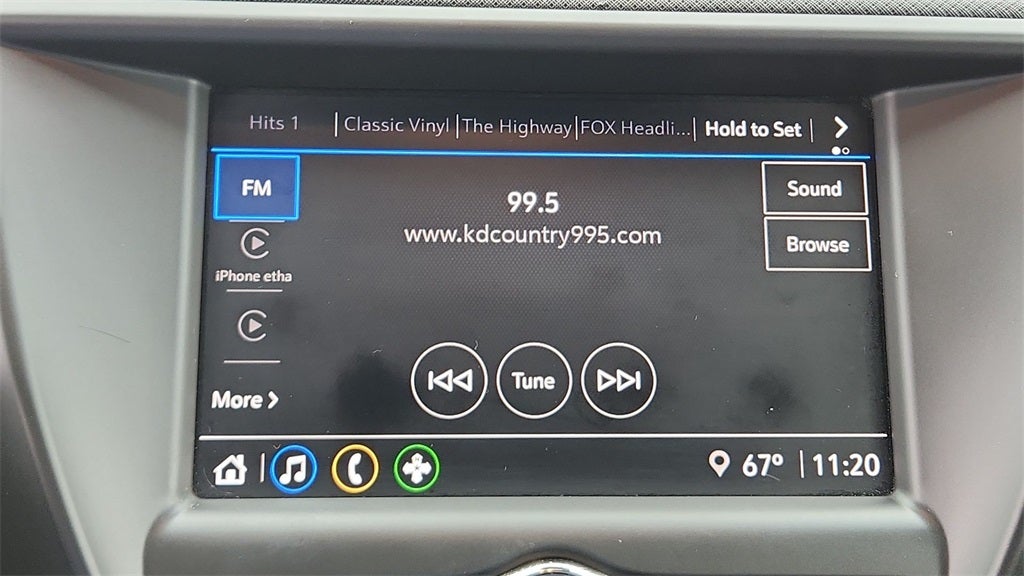 Hits 1 | Classic Vinyl | The Highway | FOX Headli... | Hold to Set |
FM
99.5
Sound
www.kdcountry995.com
Browse
iPhone etha
More
Tune
67° | 11:20